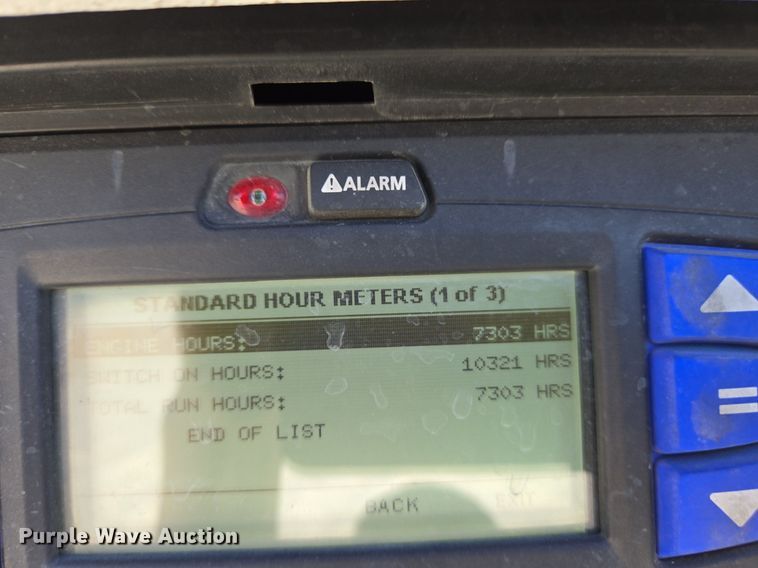 ⚠ALARM
STANDARD HOUR METERS (1 of 3)
ENGINE HOURS: 7303 HRS
SWITCH ON HOURS: 10321 HRS
TOTAL RUN HOURS: 7303 HRS
END OF LIST
BACK EXIT
=
Purple Wave Auction